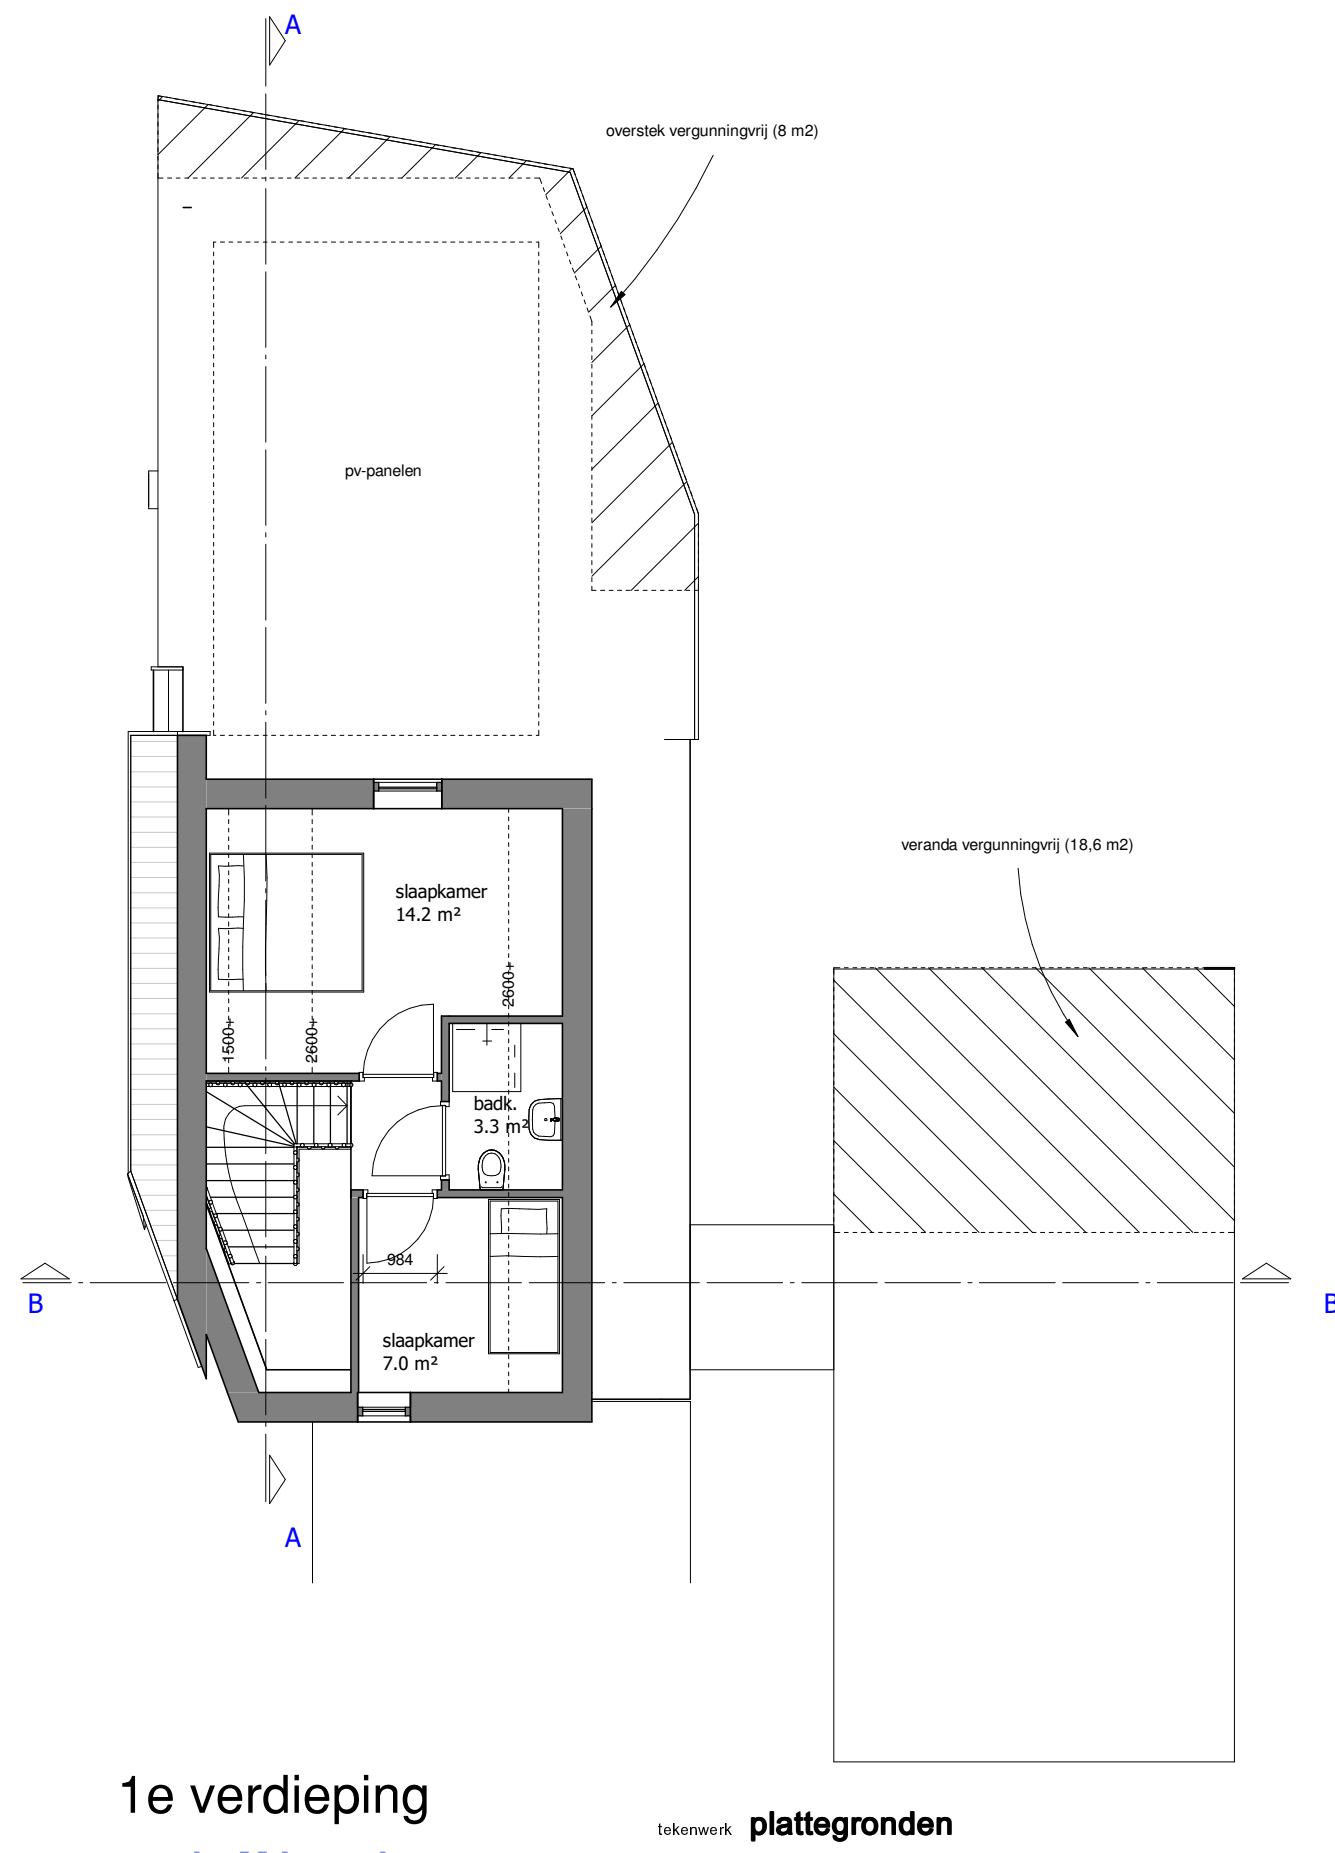 A
overstek vergunningvrij (8 m2)
pv-panelen
veranda vergunningvrij (18,6 m2)
slaapkamer
14.2 m²
2600+
1500+
2600+
badk.
3.3 m²
984
B
B
slaapkamer
7.0 m²
A
1e verdieping
tekenwerk plattegronden